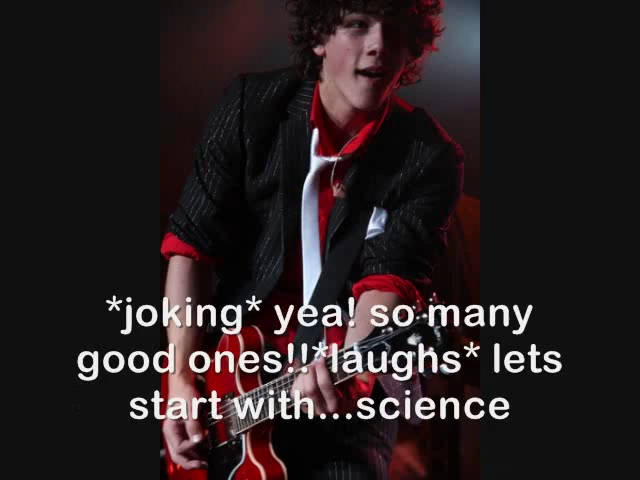 *joking* yea! so many
good ones!!*laughs* lets
start with...science